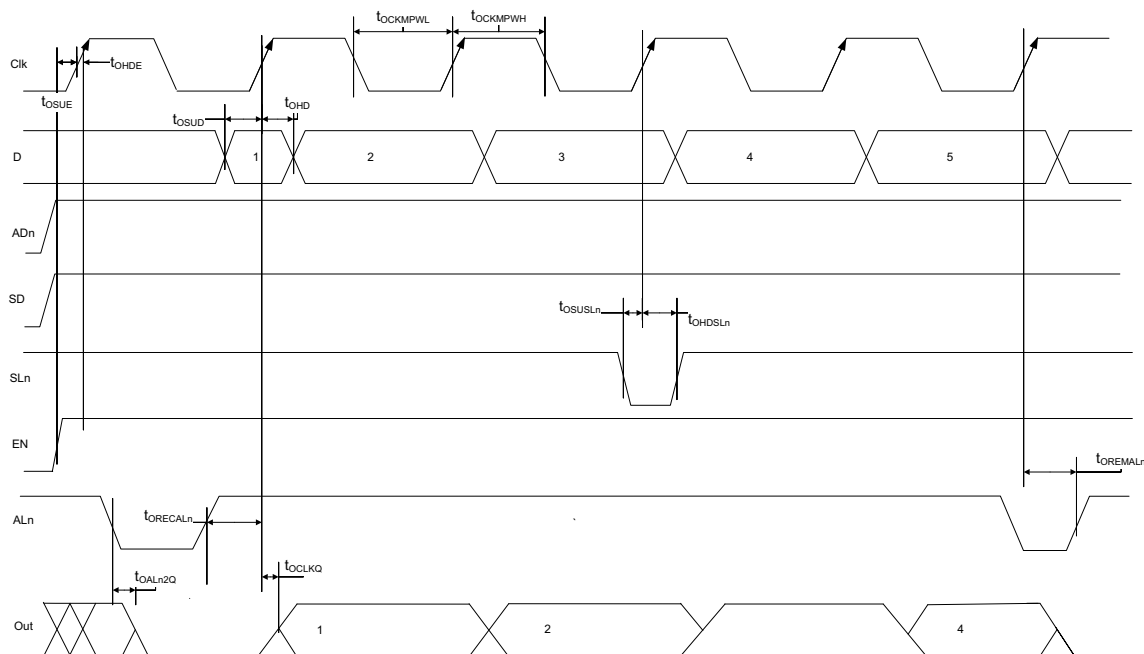 tOCKMPWL
tOCKMPWH
Clk
tOHDE
tOSUE
tOSUD
tOHD
D
1
2
3
4
5
ADn
SD
tOSUSLn
tOHDSLn
SLn
EN
tOREMALn
ALn
tORECALn
tOALn2Q
tOCLKQ
Out
1
2
4